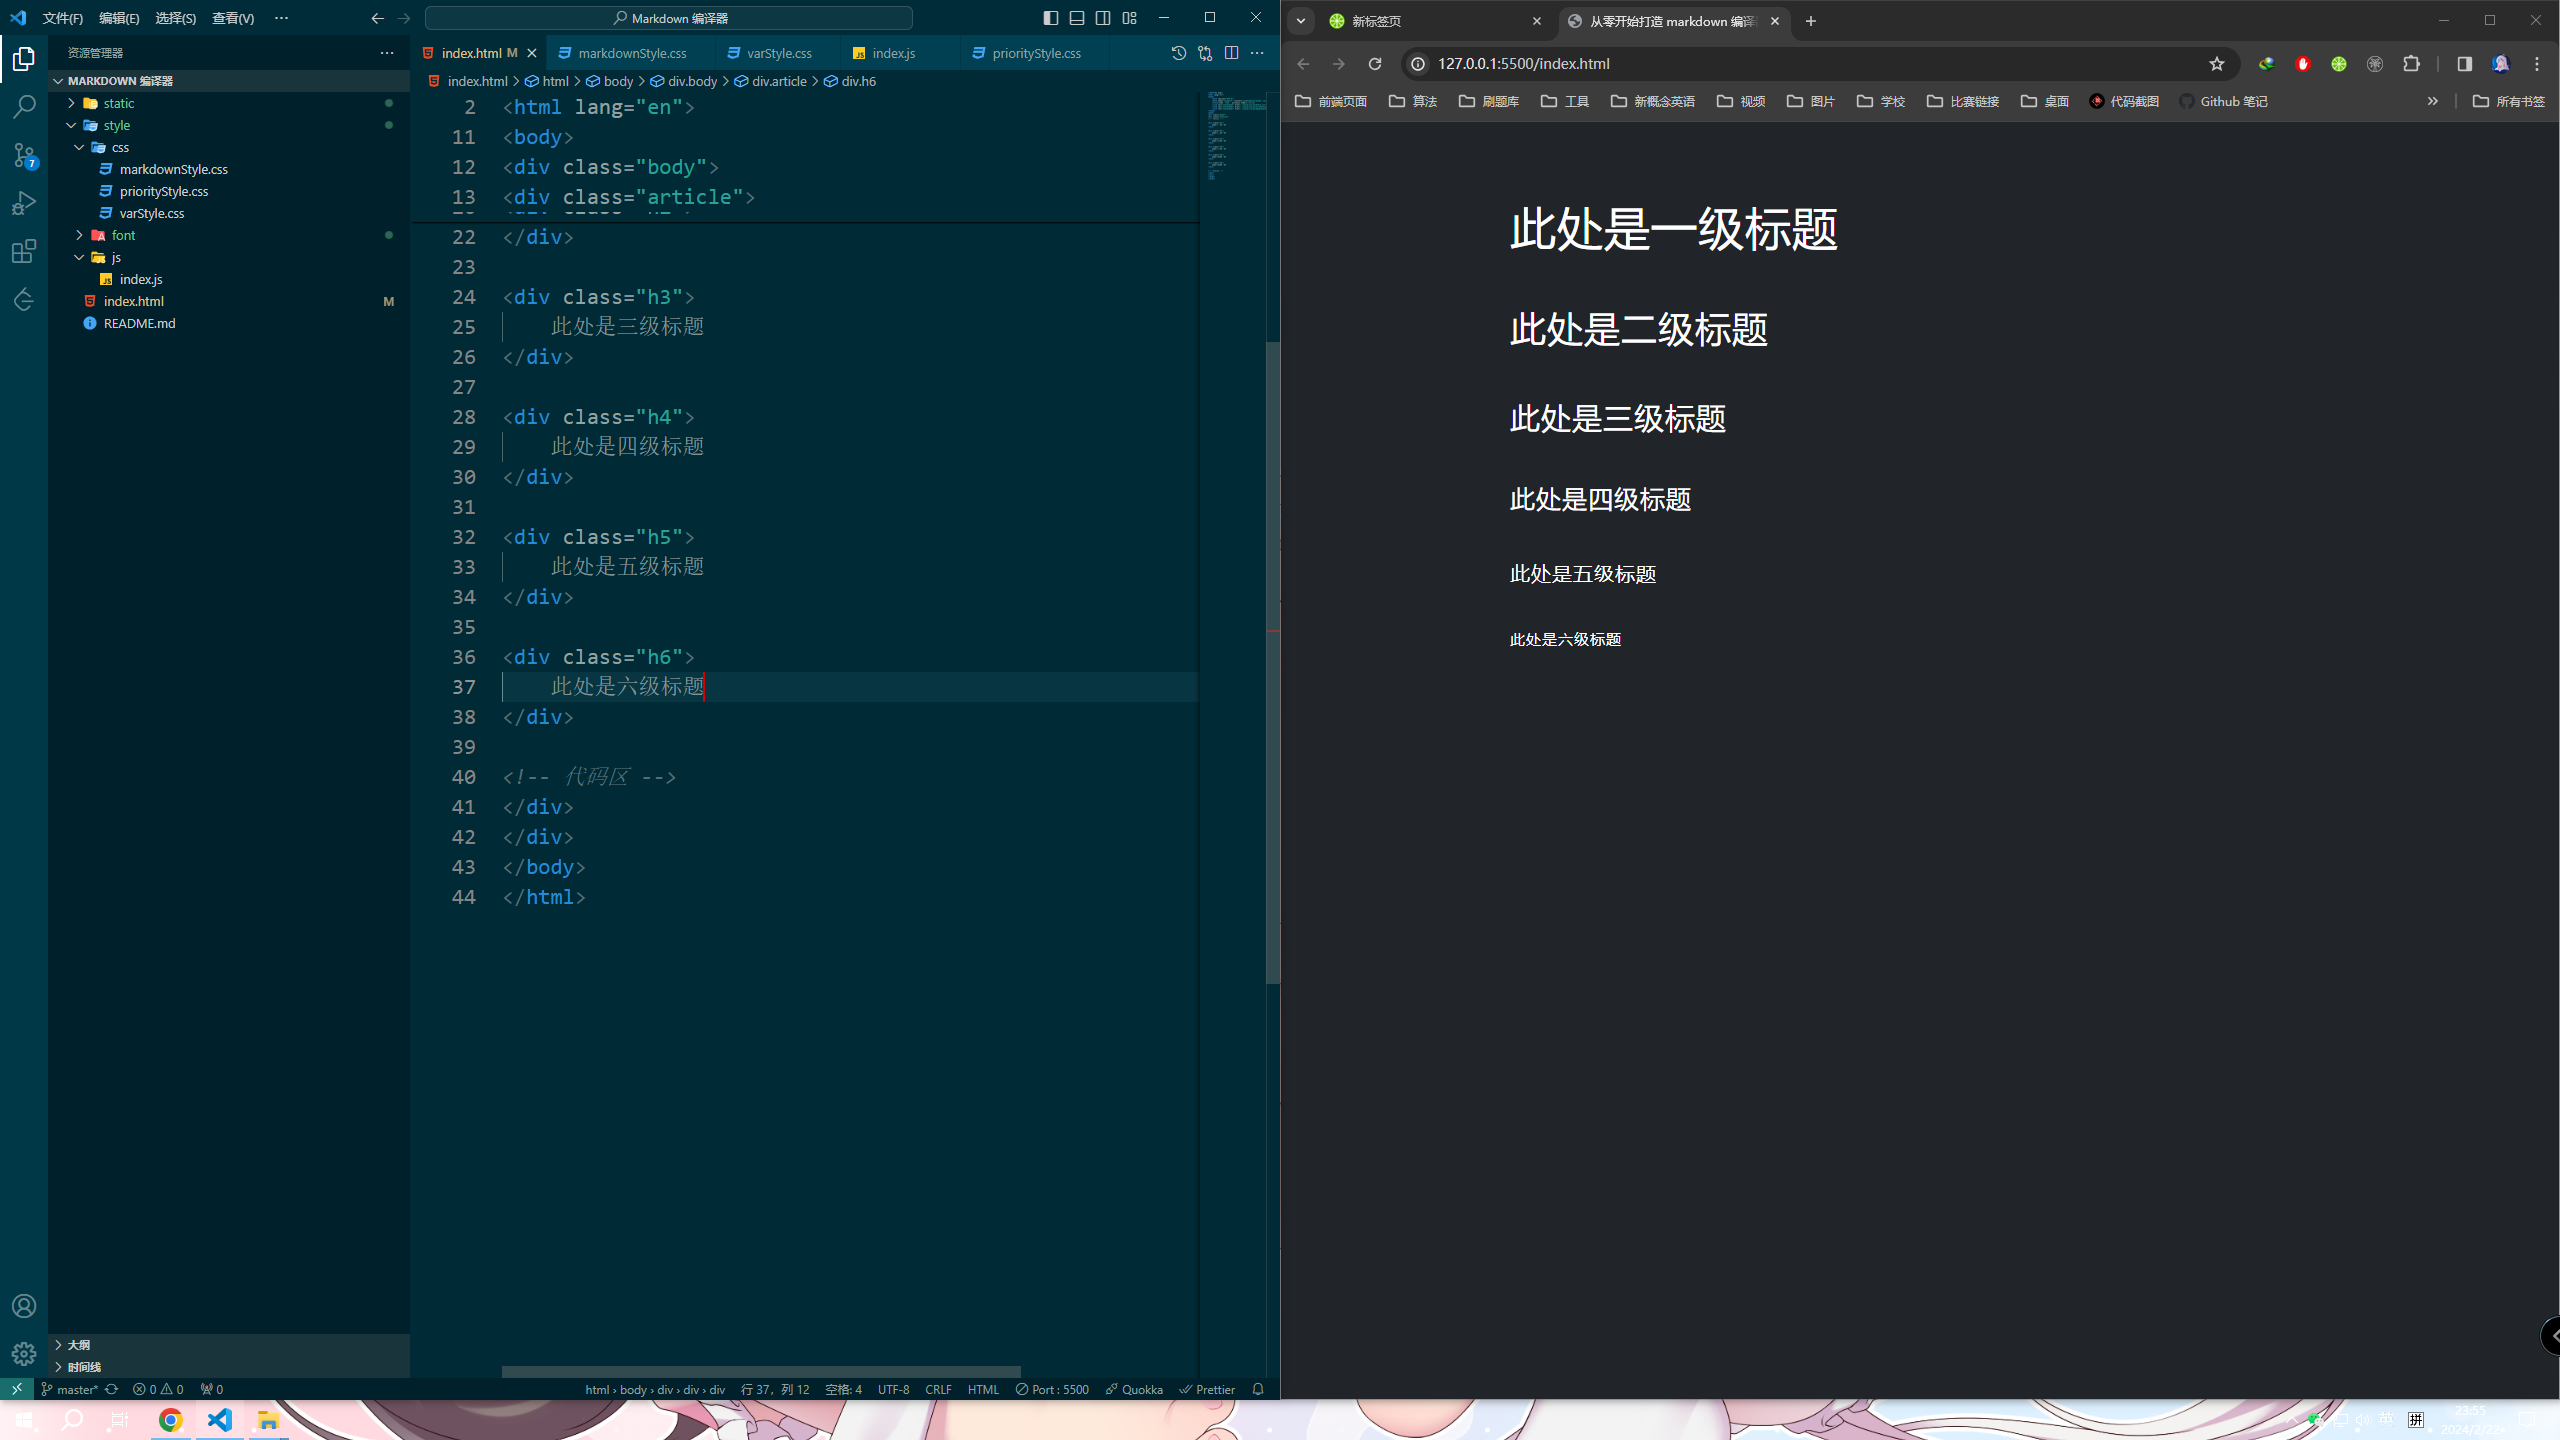 文件(F) 编辑(E) 选择(S) 查看(V) ··· Markdown 编译器
资源管理器 ···
MARKDOWN 编译器
static
style
css
markdownStyle.css
priorityStyle.css
varStyle.css
font
js
JS index.js
index.html M
README.md
7
大纲
时间线
index.html M markdownStyle.css varStyle.css JS index.js priorityStyle.css
index.html > html > body > div.body > div.article > div.h6
2 <html lang="en">
11 <body>
12 <div class="body">
13 <div class="article">
22 </div>
23
24 <div class="h3">
25 此处是三级标题
26 </div>
27
28 <div class="h4">
29 此处是四级标题
30 </div>
31
32 <div class="h5">
33 此处是五级标题
34 </div>
35
36 <div class="h6">
37 此处是六级标题
38 </div>
39
40 <!-- 代码区 -->
41 </div>
42 </div>
43 </body>
44 </html>
master* 0 0 0 html › body › div › div › div 行 37，列 12 空格: 4 UTF-8 CRLF HTML Port : 5500 Quokka Prettier
新标签页 从零开始打造 markdown 编译
127.0.0.1:5500/index.html
前端页面 算法 刷题库 工具 新概念英语 视频 图片 学校 比赛链接 桌面 代码截图 Github 笔记 » 所有书签
此处是一级标题
此处是二级标题
此处是三级标题
此处是四级标题
此处是五级标题
此处是六级标题
英 拼 23:55
2024/2/22